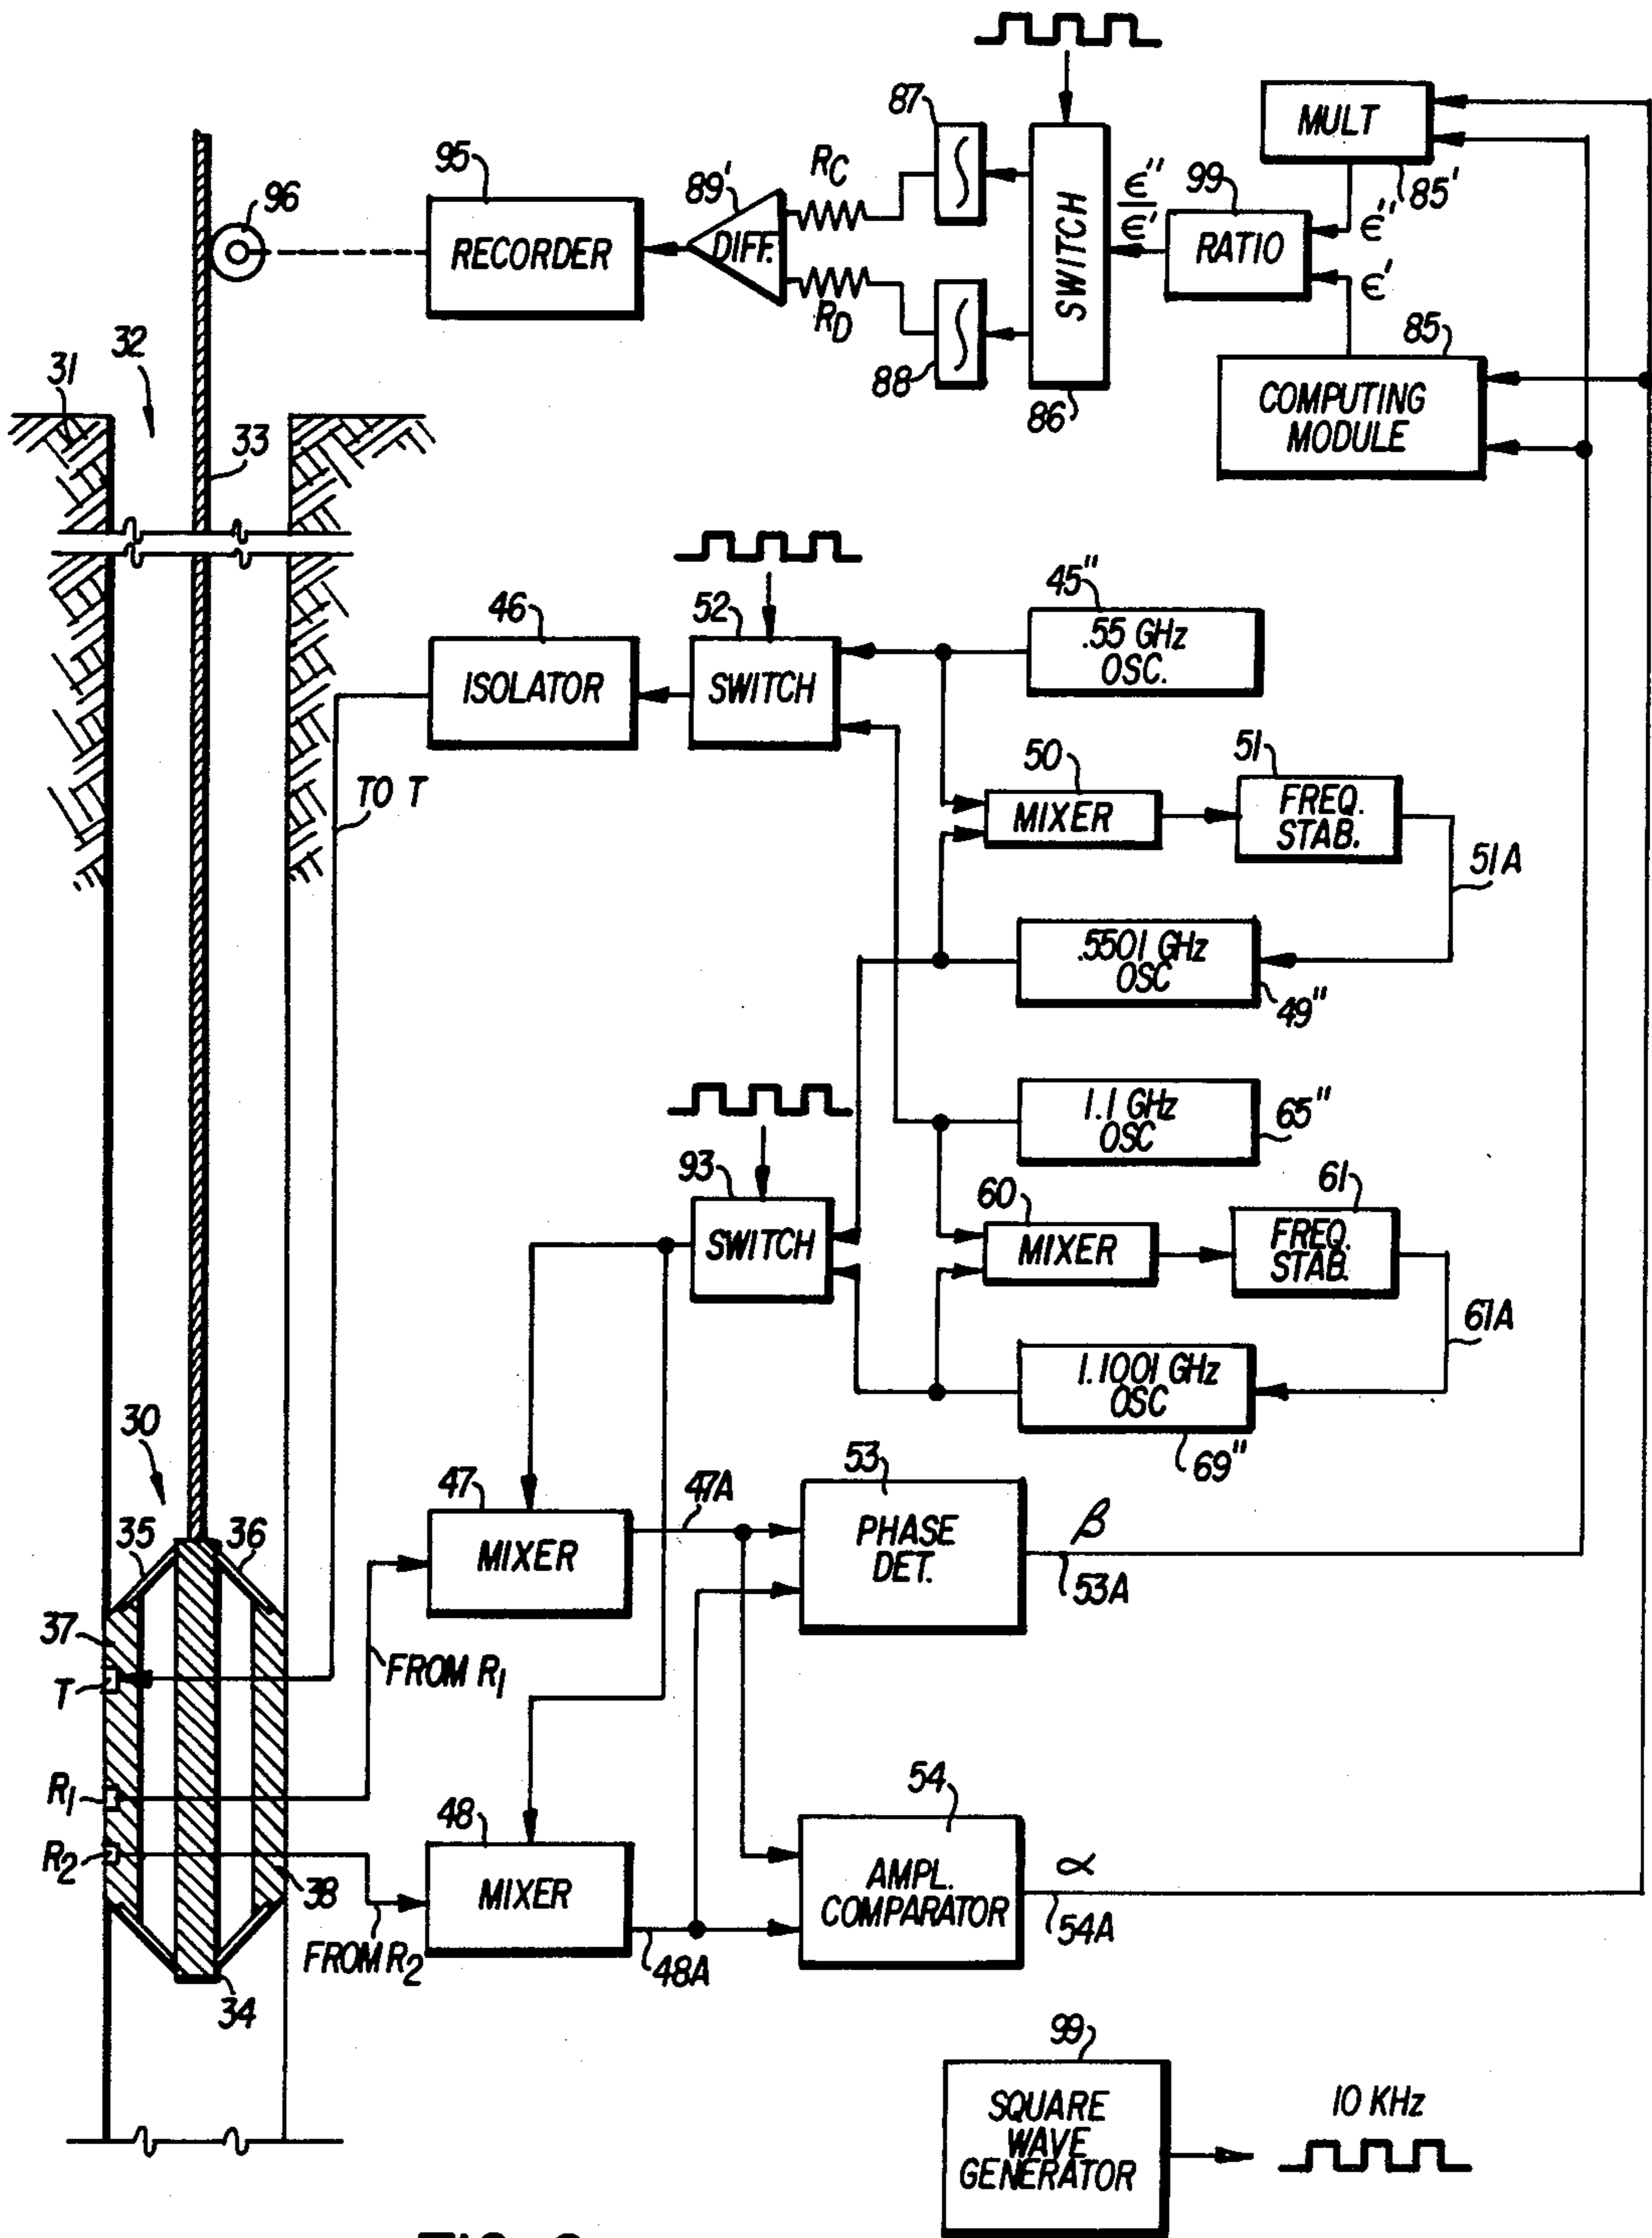 87
MULT
95
RC
99
85'
96
89'
ε''
ε'
ε''
RECORDER
DIFF.
SWITCH
RATIO
ε'
RD
32
85
31
88
86
COMPUTING
MODULE
33
45"
46
52
.55 GHz
OSC.
ISOLATOR
SWITCH
50
51
TO T
MIXER
FREQ.
STAB.
51A
.5501 GHz
OSC
49"
1.1 GHz
OSC
65"
93
60
61
SWITCH
MIXER
FREQ.
STAB.
61A
1.1001 GHz
OSC
30
69"
47
47A
53
35
36
MIXER
PHASE
DET.
β
53A
37
FROM R1
T
R1
54
48
R2
38
MIXER
AMPL.
COMPARATOR
α
54A
FROM R2
48A
34
99
SQUARE
WAVE
GENERATOR
10 KHz